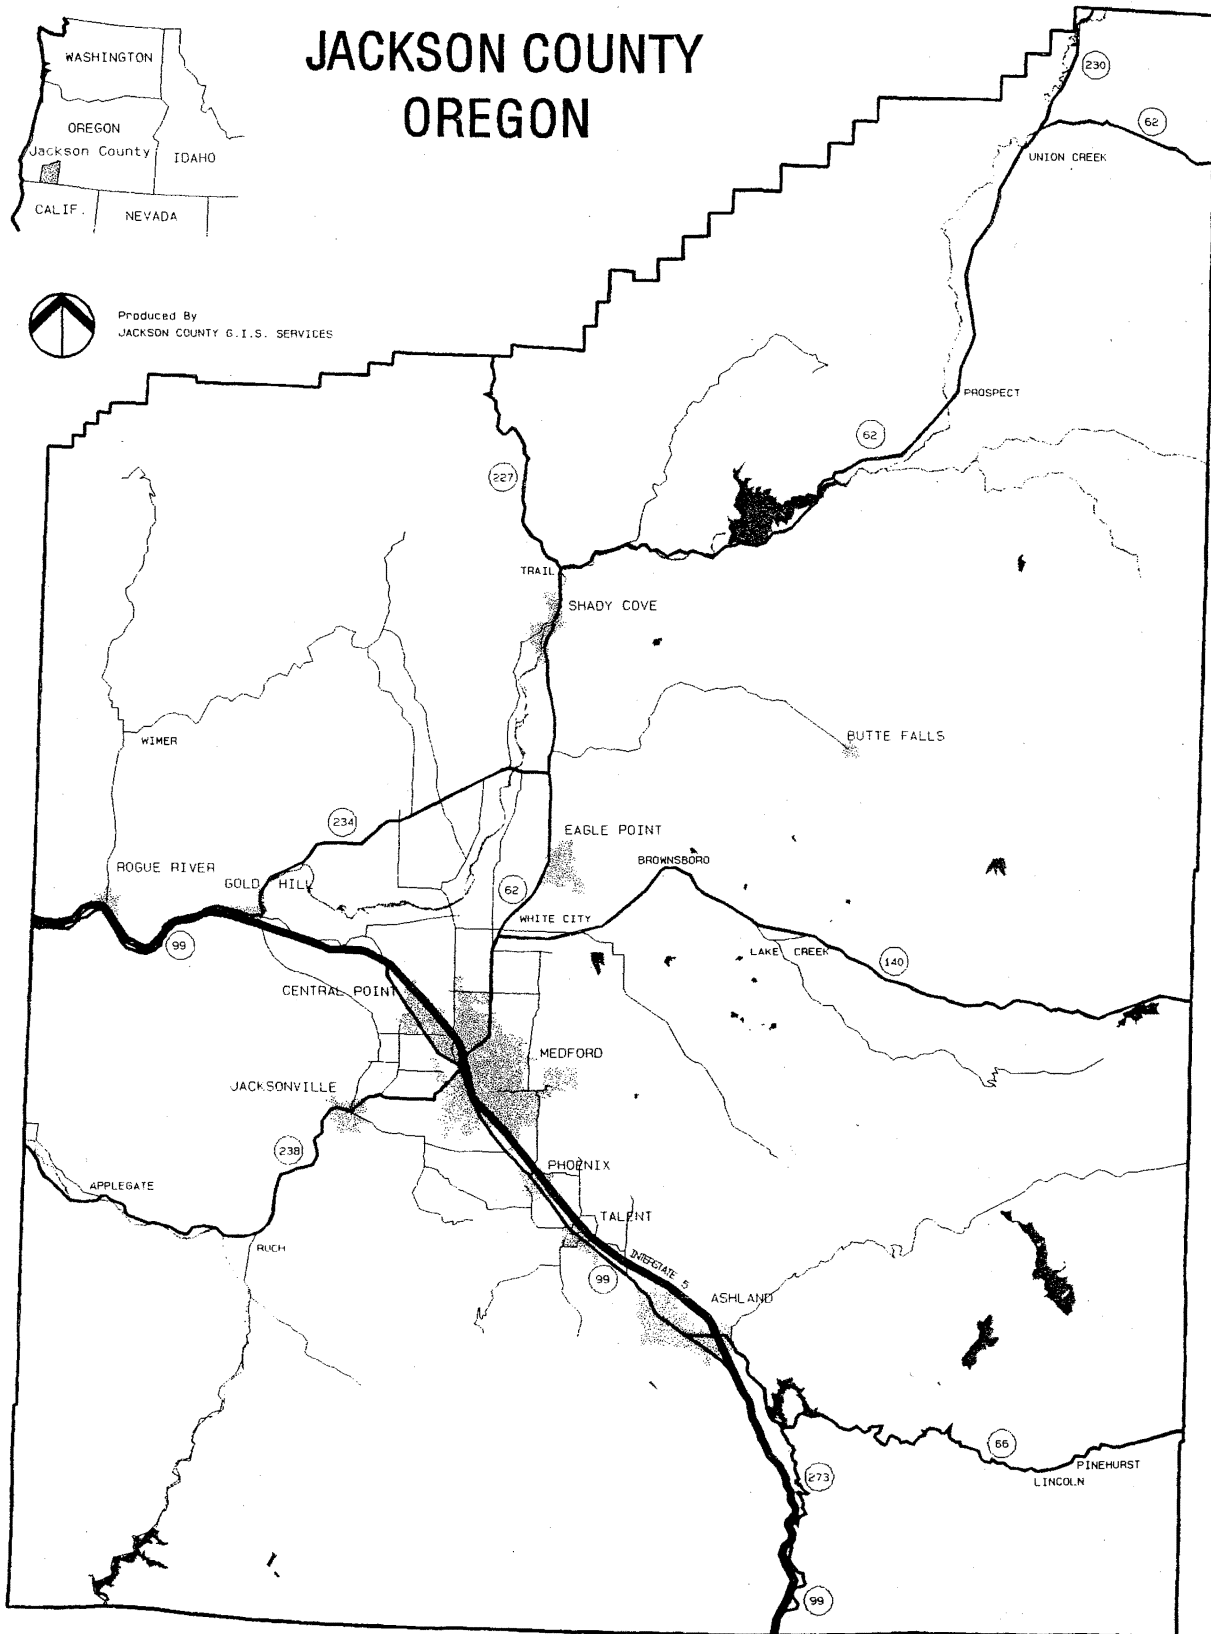 JACKSON COUNTY
OREGON
WASHINGTON
OREGON
Jackson County
IDAHO
CALIF.
NEVADA
Produced By
JACKSON COUNTY G.I.S. SERVICES
230
62
UNION CREEK
PROSPECT
62
227
TRAIL
SHADY COVE
WIMER
BUTTE FALLS
234
EAGLE POINT
BROWNSBORO
ROGUE RIVER
GOLD HILL
62
WHITE CITY
99
LAKE CREEK
140
CENTRAL POINT
MEDFORD
JACKSONVILLE
238
PHOENIX
APPLEGATE
TALENT
RUCH
INTERSTATE 5
99
ASHLAND
66
PINEHURST
LINCOLN
273
99